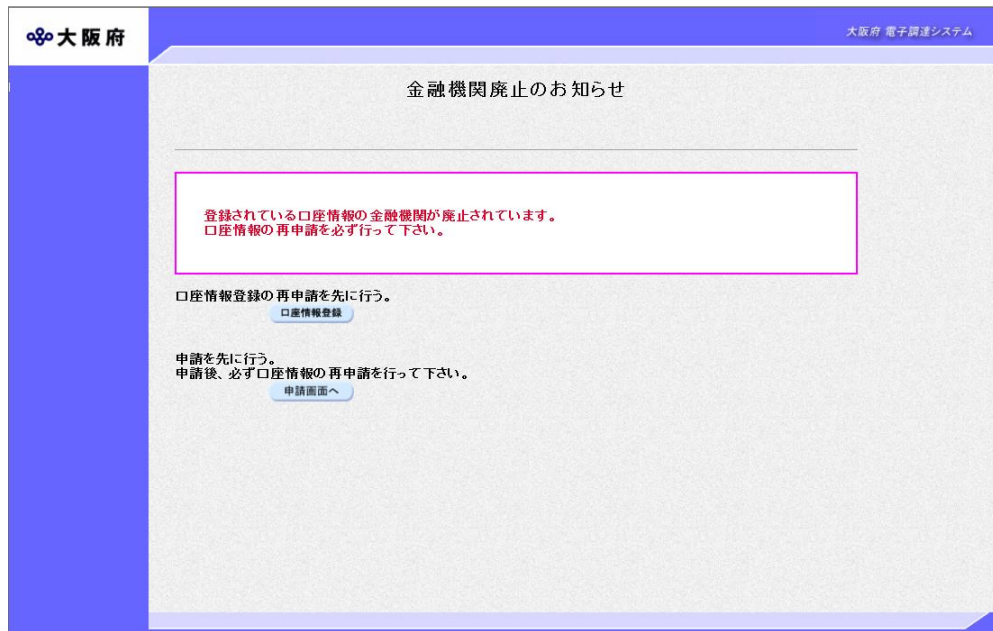 大阪府
大阪府 電子調達システム
金融機関廃止のお知らせ
登録されている口座情報の金融機関が廃止されています。
口座情報の再申請を必ず行って下さい。
口座情報登録の再申請を先に行う。
口座情報登録
申請を先に行う。
申請後、必ず口座情報の再申請を行って下さい。
申請画面へ